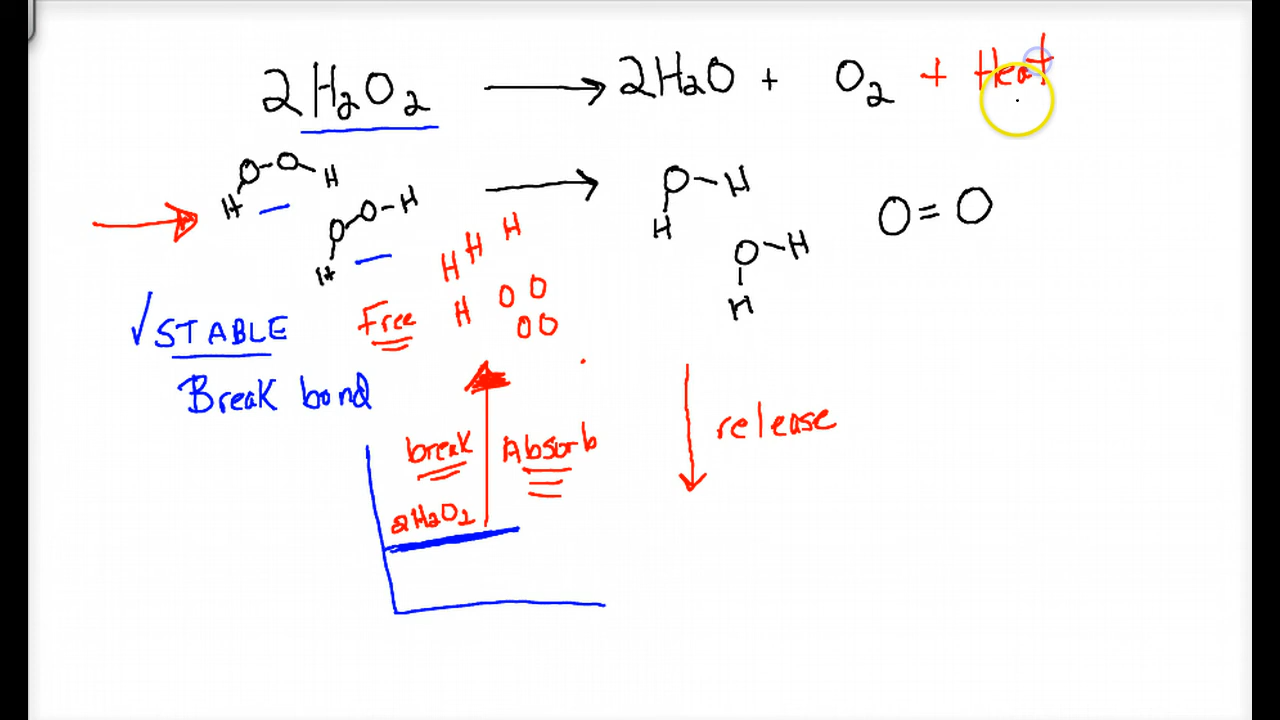 2H₂O₂ → 2H₂O + O₂ + Heat
O-O-H
H
O-O-H
H
→
O-H
H
O-H
H
O=O
H H H
H O O
O O
Free
√ STABLE
Break bond
break
Absorb
release
2H₂O₂